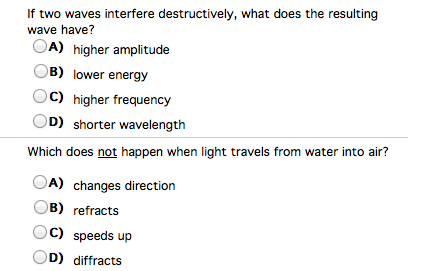 If two waves interfere destructively, what does the resulting
wave have?
A) higher amplitude
B) lower energy
C) higher frequency
D) shorter wavelength
Which does not happen when light travels from water into air?
A) changes direction
B) refracts
C) speeds up
D) diffracts